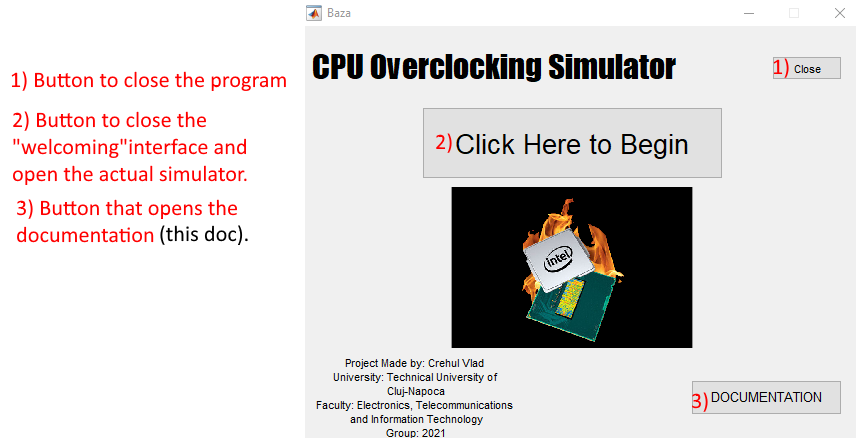 1) Button to close the program
2) Button to close the
"welcoming"interface and
open the actual simulator.
3) Button that opens the
documentation (this doc).
Baza
CPU Overclocking Simulator
1) Close
2) Click Here to Begin
intel
Project Made by: Crehul Vlad
University: Technical University of
Cluj-Napoca
Faculty: Electronics, Telecommunications
and Information Technology
Group: 2021
3) DOCUMENTATION